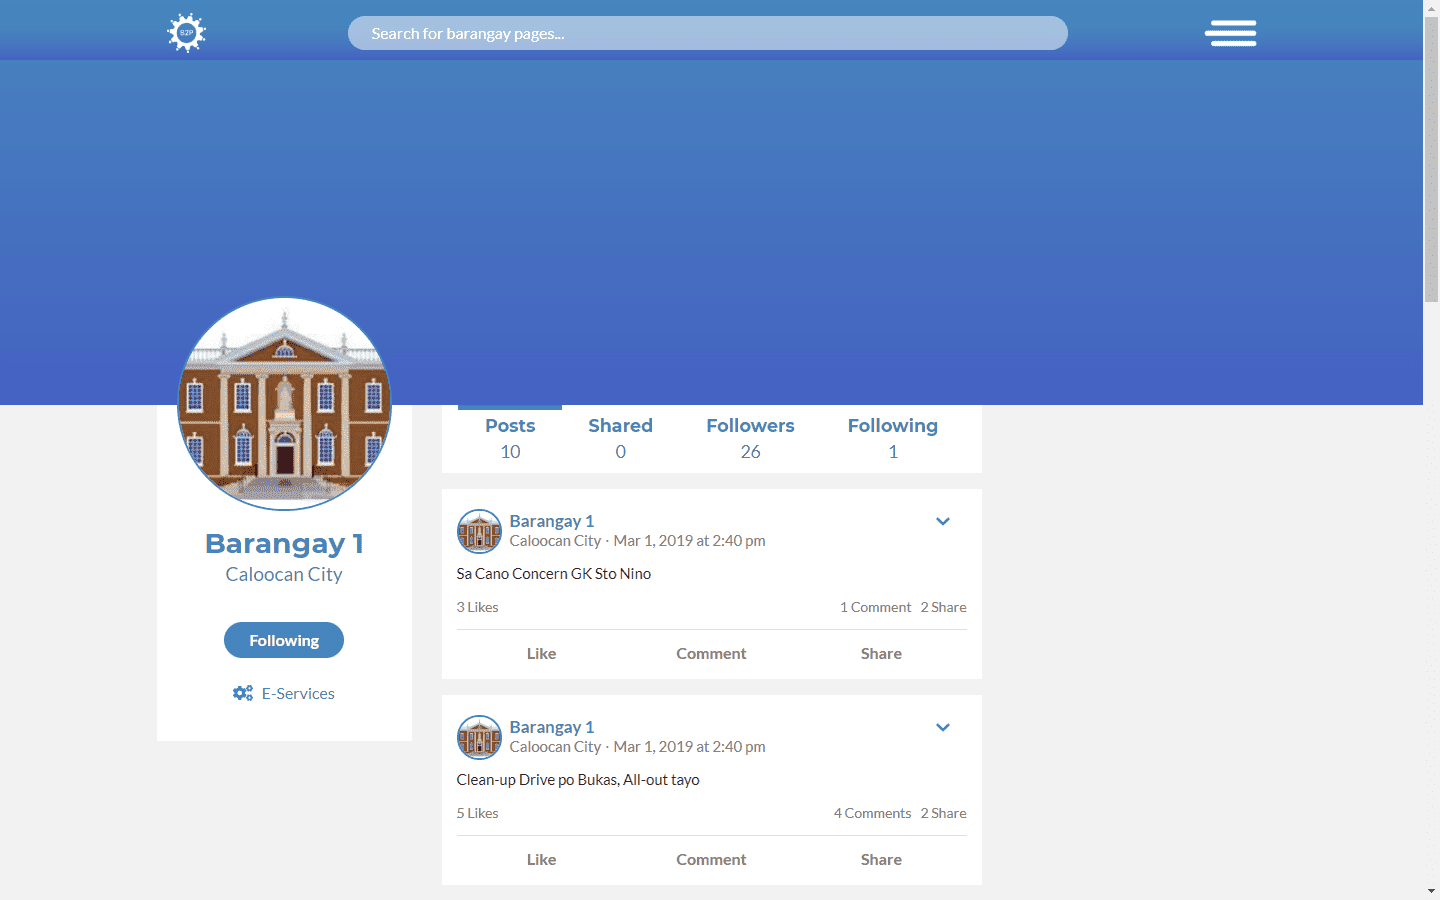 B2P
Search for barangay pages...
Barangay 1
Caloocan City
Following
E-Services
Posts Shared Followers Following
10 0 26 1
Barangay 1
Caloocan City · Mar 1, 2019 at 2:40 pm
Sa Cano Concern GK Sto Nino
3 Likes 1 Comment 2 Share
Like Comment Share
Barangay 1
Caloocan City · Mar 1, 2019 at 2:40 pm
Clean-up Drive po Bukas, All-out tayo
5 Likes 4 Comments 2 Share
Like Comment Share